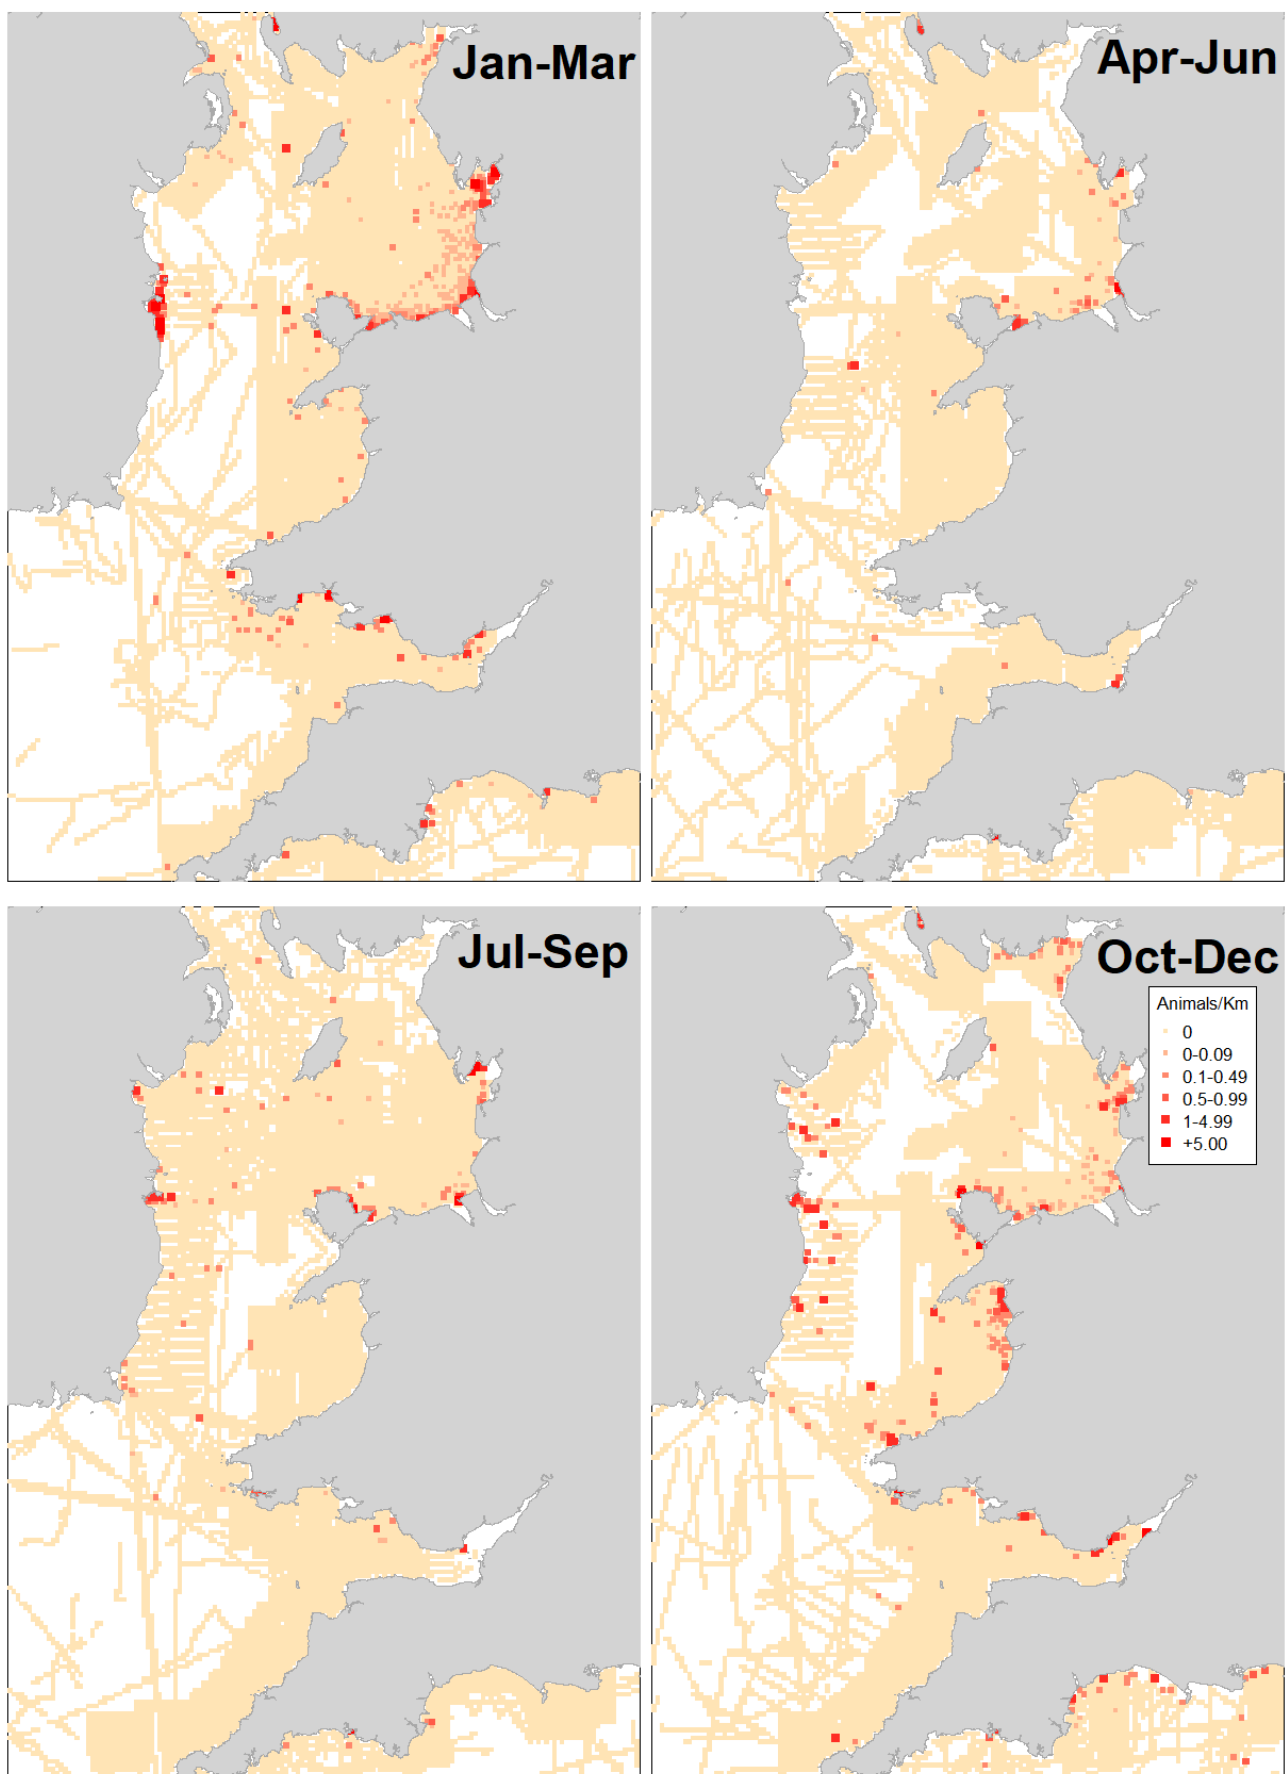 Jan-Mar
Apr-Jun
Jul-Sep
Oct-Dec
Animals/Km
0
0-0.09
0.1-0.49
0.5-0.99
1-4.99
+5.00